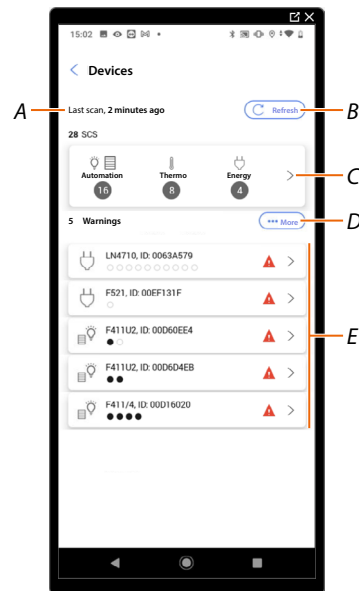 15:02
Devices
A
Last scan, 2 minutes ago
Refresh
B
28 SCS
Automation Thermo Energy
16 8 4
C
5 Warnings
••• More
D
LN4710, ID: 0063A579
F521, ID: 00EF131F
F411U2, ID: 00D60EE4
E
F411U2, ID: 00D6D4EB
F411/4, ID: 00D16020